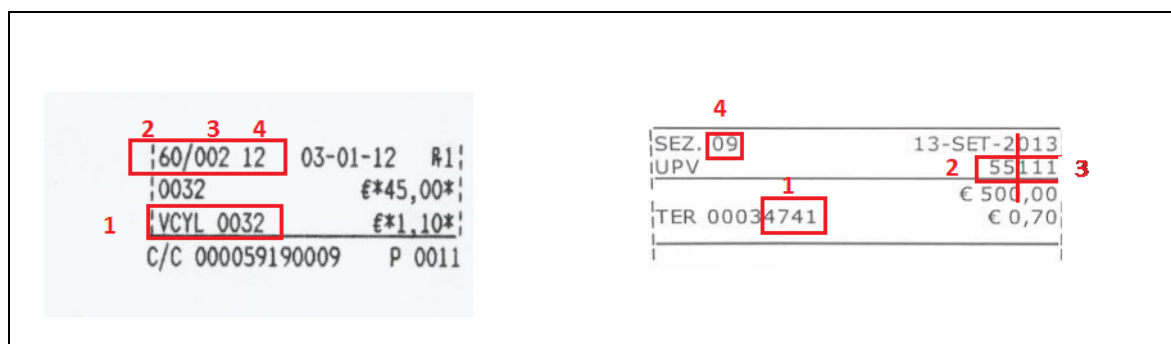 2 3 4
60/002 12 03-01-12 R1
0032 €*45,00*
1 VCYL 0032 €*1,10*
C/C 000059190009 P 0011
4
SEZ. 09 13-SET-2013
UPV 2 55111 3
1 € 500,00
TER 00034741 € 0,70